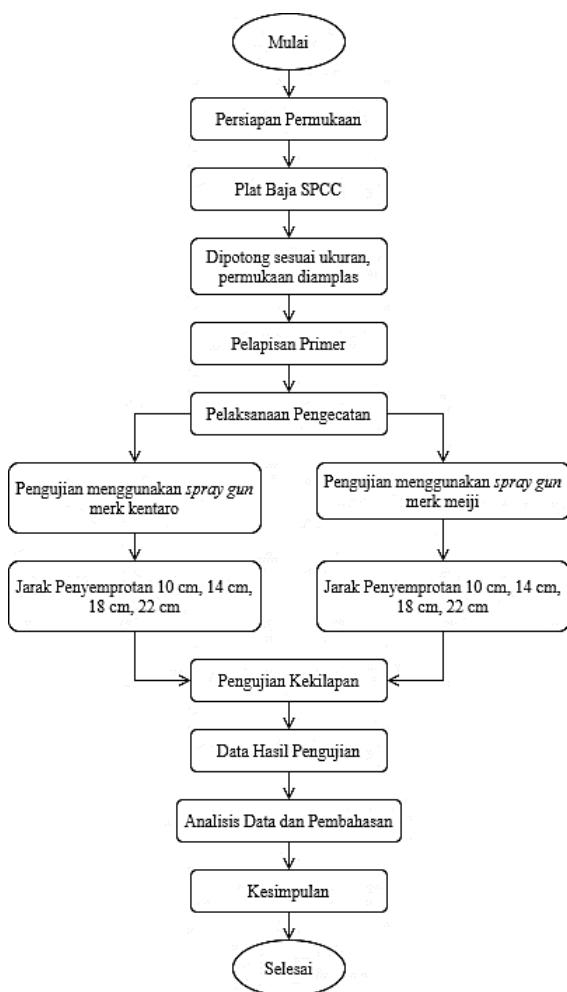 Mulai
Persiapan Permukaan
Plat Baja SPCC
Dipotong sesuai ukuran,
permukaan diamplas
Pelapisan Primer
Pelaksanaan Pengecatan
Pengujian menggunakan spray gun
merk kentaro
Pengujian menggunakan spray gun
merk meiji
Jarak Penyemprotan 10 cm, 14 cm,
18 cm, 22 cm
Jarak Penyemprotan 10 cm, 14 cm,
18 cm, 22 cm
Pengujian Kekilapan
Data Hasil Pengujian
Analisis Data dan Pembahasan
Kesimpulan
Selesai